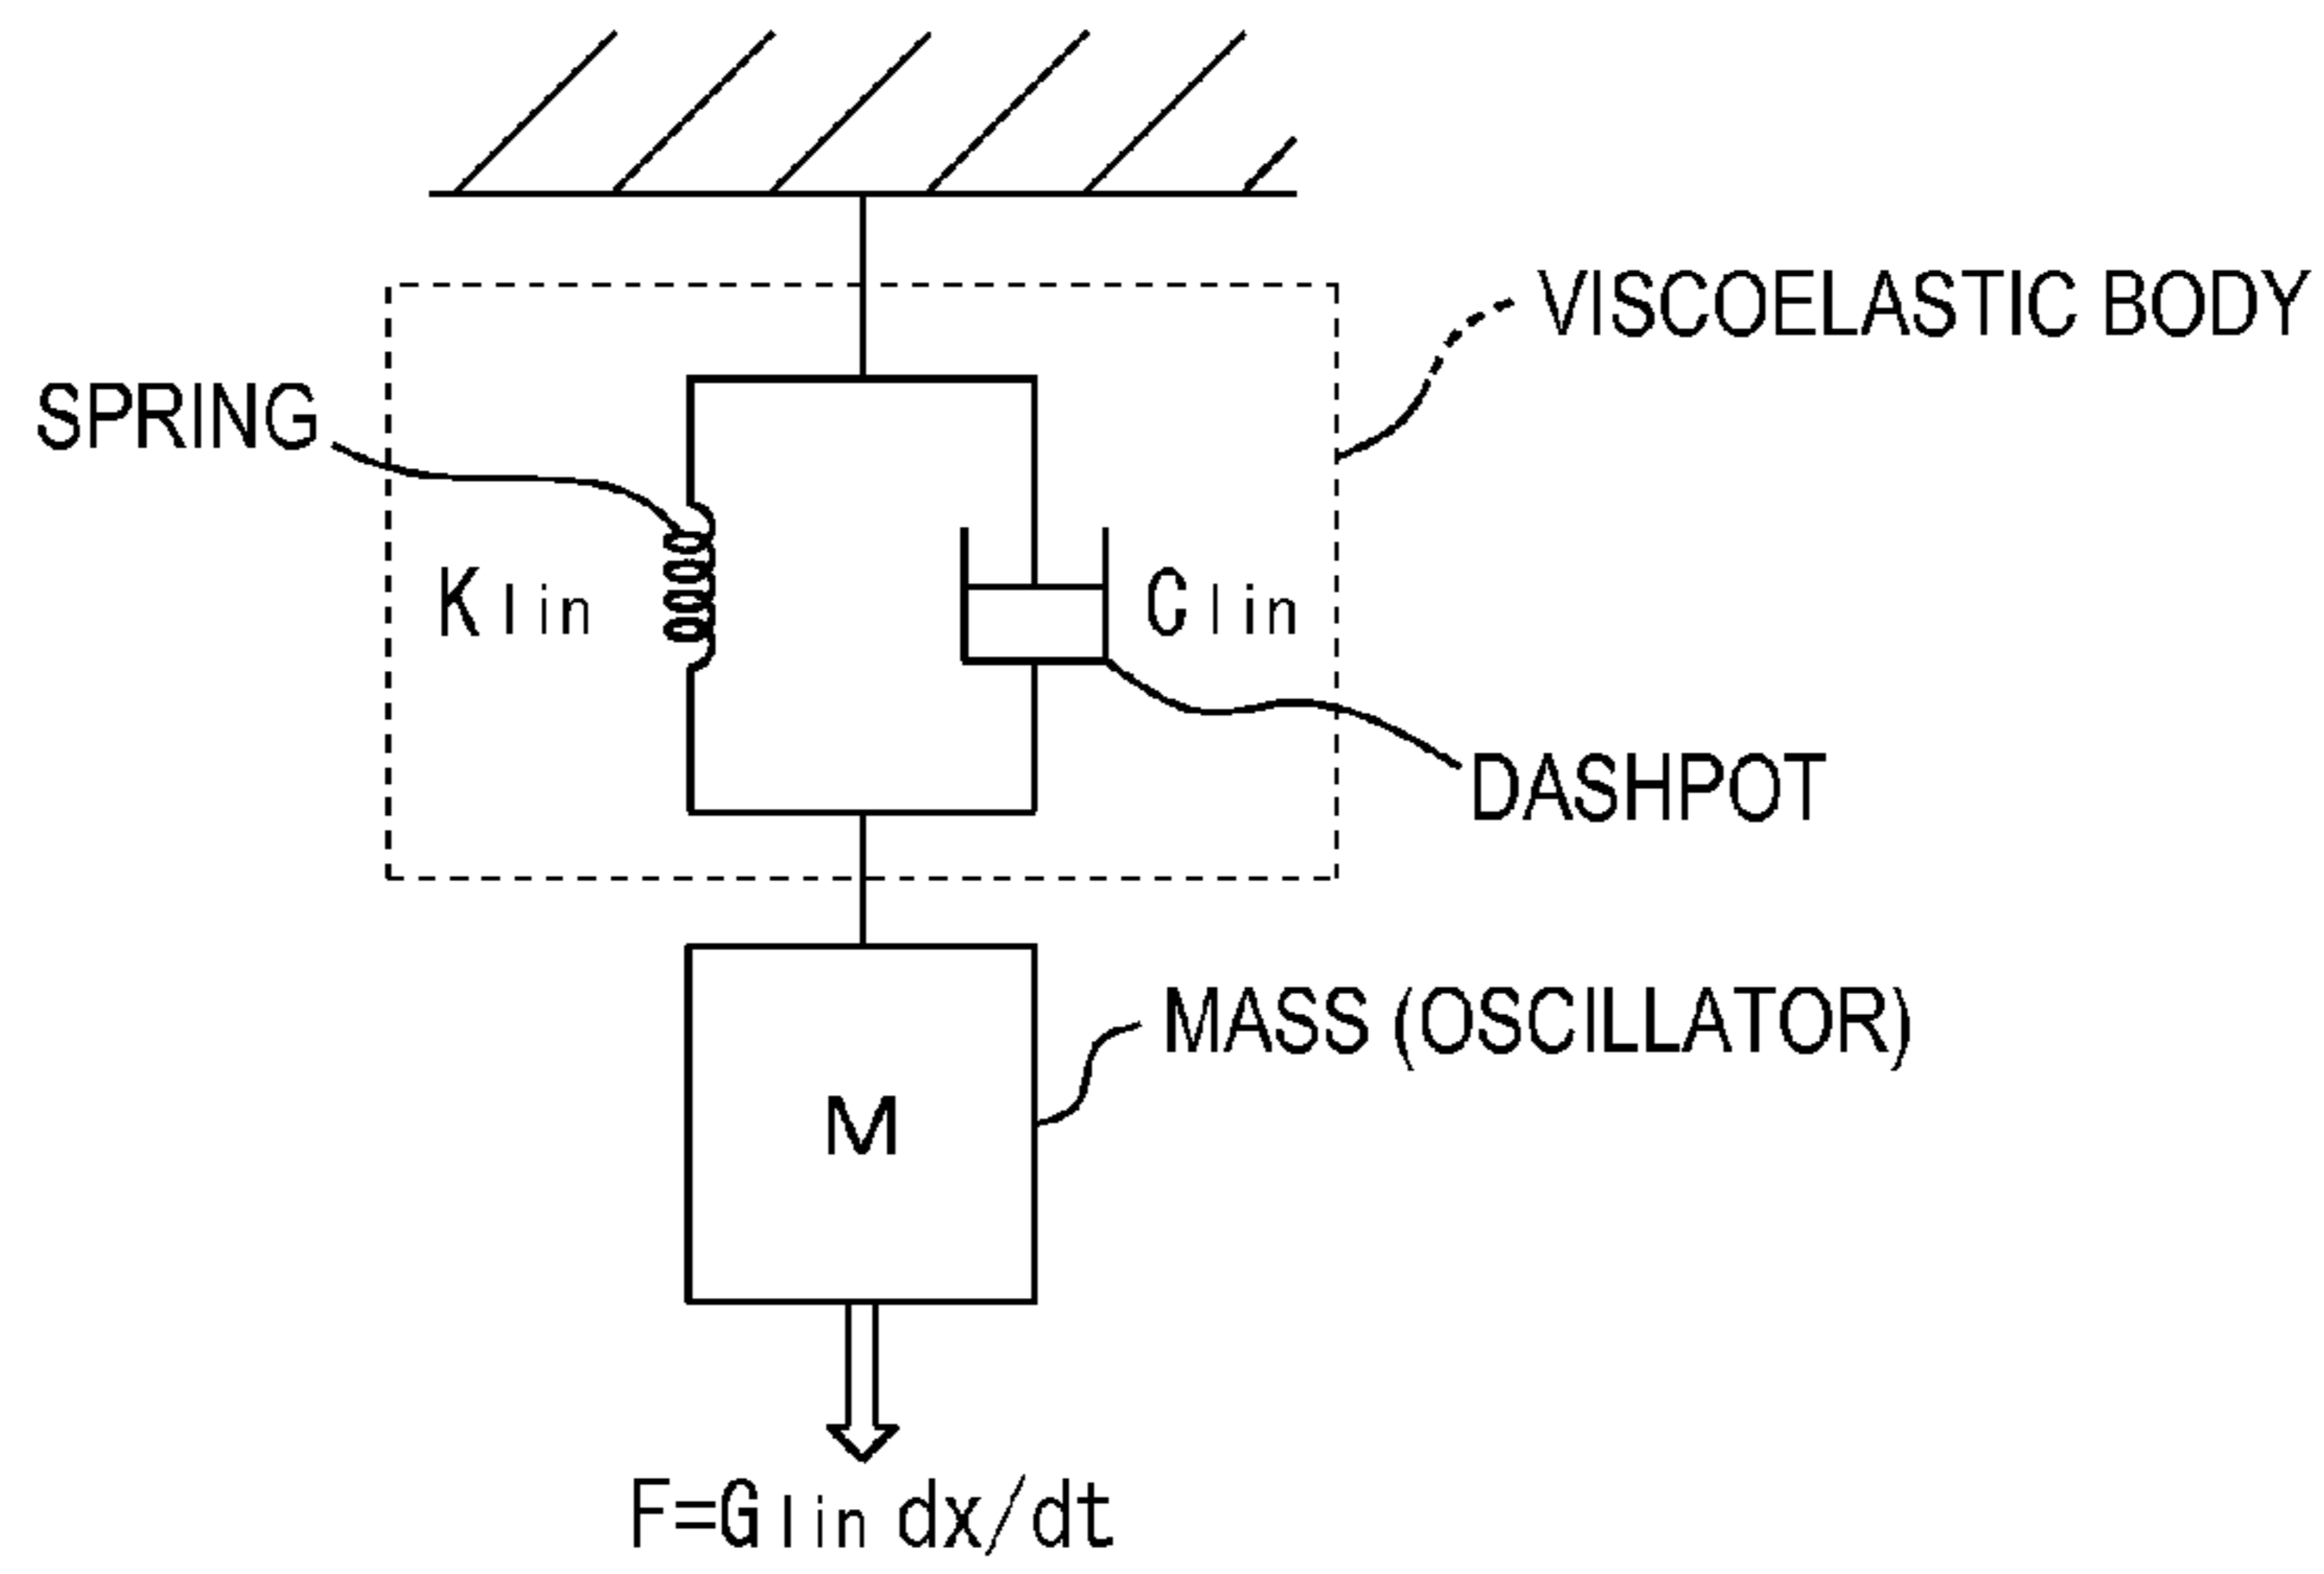 VISCOELASTIC BODY
SPRING
Klin
Clin
DASHPOT
MASS (OSCILLATOR)
M
F=Glin dx/dt